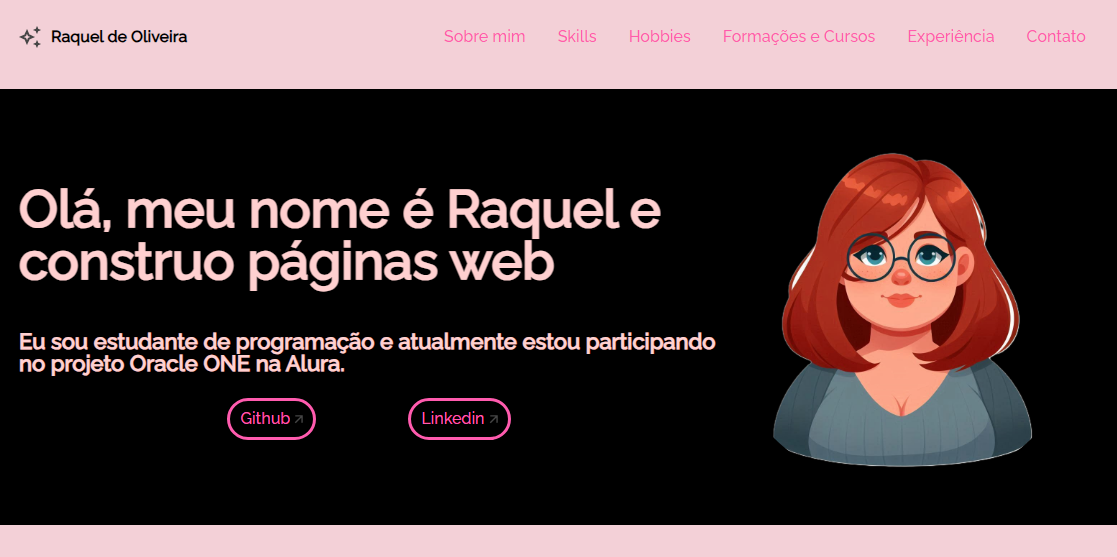 Raquel de Oliveira
Sobre mim
Skills
Hobbies
Formações e Cursos
Experiência
Contato
Olá, meu nome é Raquel e
construo páginas web
Eu sou estudante de programação e atualmente estou participando
no projeto Oracle ONE na Alura.
Github
Linkedin